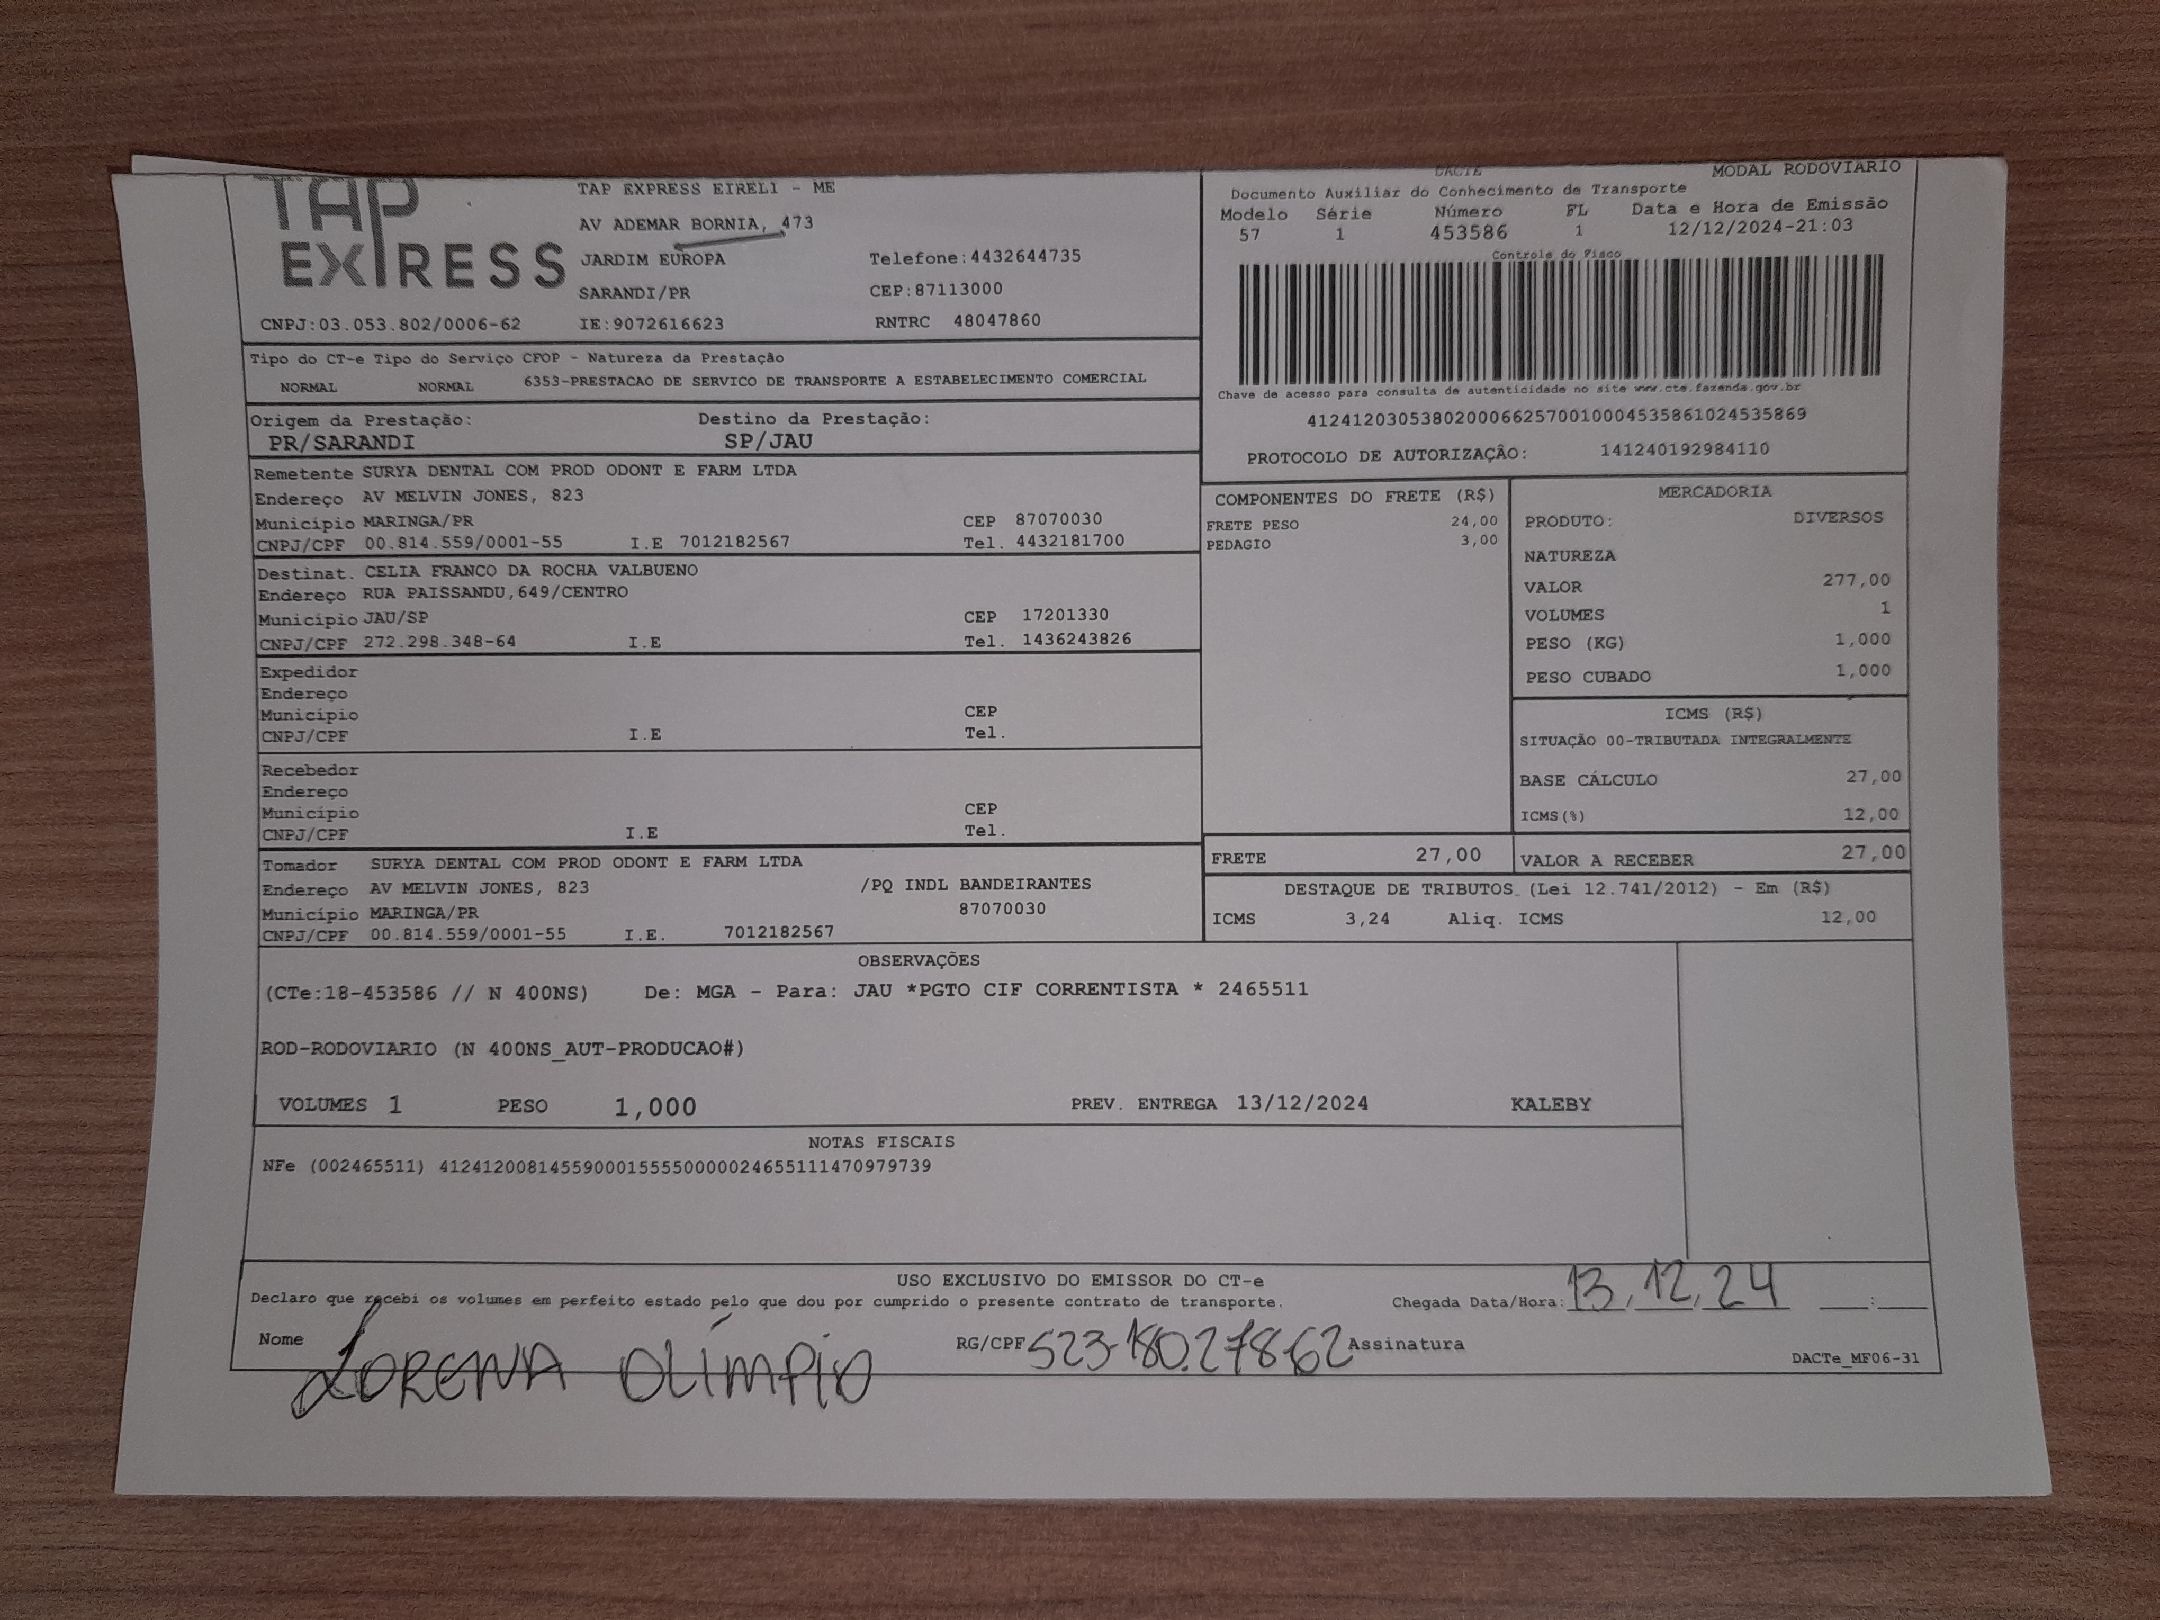 TAP
EXPRESS
TAP EXPRESS EIRELI - ME
AV ADEMAR BORNIA, 473
JARDIM EUROPA Telefone:4432644735
SARANDI/PR CEP:87113000
CNPJ:03.053.802/0006-62 IE:9072616623 RNTRC 48047860
DACTE MODAL RODOVIÁRIO
Documento Auxiliar do Conhecimento de Transporte
Modelo Série Número FL Data e Hora de Emissão
57 1 453586 1 12/12/2024-21:03
Controle do Fisco
Chave de acesso para consulta de autenticidade no site www.cte.fazenda.gov.br
41241203053802000662570010004535861024535869
PROTOCOLO DE AUTORIZAÇÃO: 141240192984110
Tipo do CT-e Tipo do Serviço CFOP - Natureza da Prestação
NORMAL NORMAL 6353-PRESTACAO DE SERVICO DE TRANSPORTE A ESTABELECIMENTO COMERCIAL
Origem da Prestação: Destino da Prestação:
PR/SARANDI SP/JAU
Remetente SURYA DENTAL COM PROD ODONT E FARM LTDA
Endereço AV MELVIN JONES, 823
Município MARINGA/PR CEP 87070030
CNPJ/CPF 00.814.559/0001-55 I.E 7012182567 Tel. 4432181700
Destinat. CELIA FRANCO DA ROCHA VALBUENO
Endereço RUA PAISSANDU,649/CENTRO
Município JAU/SP CEP 17201330
CNPJ/CPF 272.298.348-64 I.E Tel. 1436243826
Expedidor
Endereço
Município CEP
CNPJ/CPF I.E Tel.
Recebedor
Endereço
Município CEP
CNPJ/CPF I.E Tel.
Tomador SURYA DENTAL COM PROD ODONT E FARM LTDA
Endereço AV MELVIN JONES, 823 /PQ INDL BANDEIRANTES
Município MARINGA/PR 87070030
CNPJ/CPF 00.814.559/0001-55 I.E. 7012182567
COMPONENTES DO FRETE (R$)
FRETE PESO 24,00
PEDAGIO 3,00
MERCADORIA
PRODUTO: DIVERSOS
NATUREZA
VALOR 277,00
VOLUMES 1
PESO (KG) 1,000
PESO CUBADO 1,000
ICMS (R$)
SITUAÇÃO 00-TRIBUTADA INTEGRALMENTE
BASE CÁLCULO 27,00
ICMS(%) 12,00
FRETE 27,00 VALOR A RECEBER 27,00
DESTAQUE DE TRIBUTOS (Lei 12.741/2012) - Em (R$)
ICMS 3,24 Aliq. ICMS 12,00
OBSERVAÇÕES
(CTe:18-453586 // N 400NS) De: MGA - Para: JAU *PGTO CIF CORRENTISTA * 2465511
ROD-RODOVIARIO (N 400NS_AUT-PRODUCAO#)
VOLUMES 1 PESO 1,000 PREV. ENTREGA 13/12/2024 KALEBY
NOTAS FISCAIS
NFe (002465511) 41241200814559000155550000024655111470979739
USO EXCLUSIVO DO EMISSOR DO CT-e
Declaro que recebi os volumes em perfeito estado pelo que dou por cumprido o presente contrato de transporte. Chegada Data/Hora: 13,12,24 __:__
Nome LORENA OLÍMPIO RG/CPF 523-180.27862 Assinatura
DACTe_MF06-31